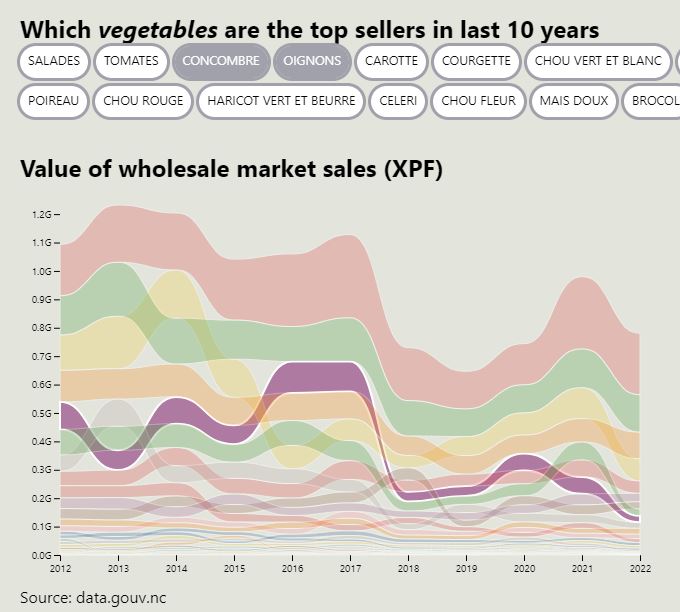 Which vegetables are the top sellers in last 10 years
SALADES TOMATES CONCOMBRE OIGNONS CAROTTE COURGETTE CHOU VERT ET BLANC
POIREAU CHOU ROUGE HARICOT VERT ET BEURRE CELERI CHOU FLEUR MAIS DOUX BROCOL
Value of wholesale market sales (XPF)
1.2G
1.1G
1.0G
0.9G
0.8G
0.7G
0.6G
0.5G
0.4G
0.3G
0.2G
0.1G
0.0G
2012 2013 2014 2015 2016 2017 2018 2019 2020 2021 2022
Source: data.gouv.nc